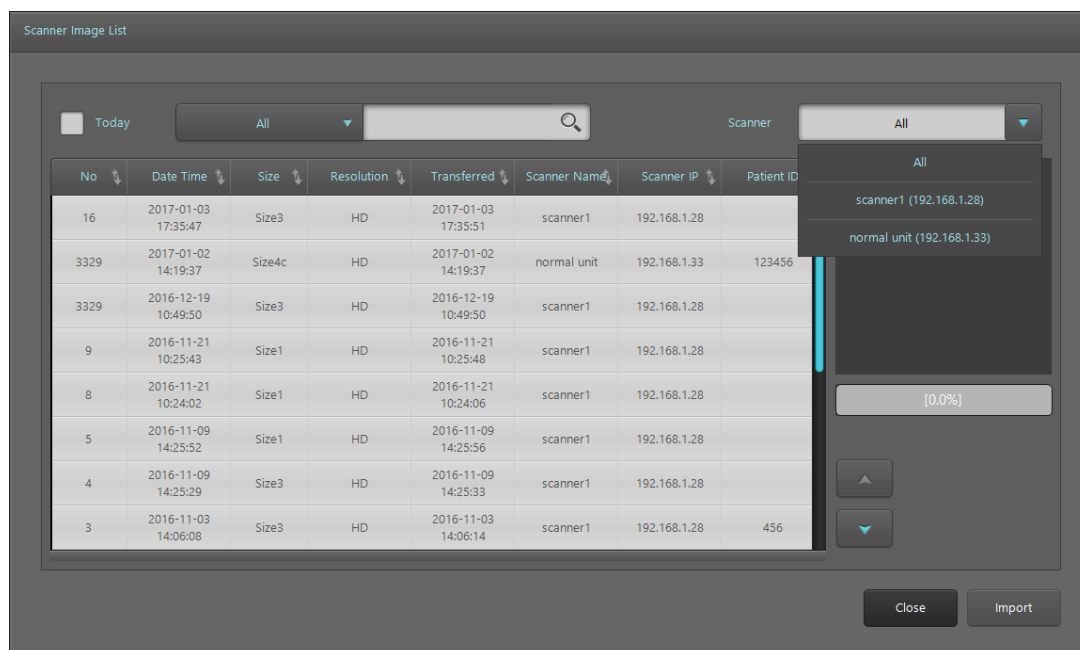 Scanner Image List
Today All Scanner All
All
scanner1 (192.168.1.28)
normal unit (192.168.1.33)
No Date Time Size Resolution Transferred Scanner Name Scanner IP Patient ID
16 2017-01-03 17:35:47 Size3 HD 2017-01-03 17:35:51 scanner1 192.168.1.28
3329 2017-01-02 14:19:37 Size4c HD 2017-01-02 14:19:37 normal unit 192.168.1.33 123456
3329 2016-12-19 10:49:50 Size3 HD 2016-12-19 10:49:50 scanner1 192.168.1.28
9 2016-11-21 10:25:43 Size1 HD 2016-11-21 10:25:48 scanner1 192.168.1.28
8 2016-11-21 10:24:02 Size1 HD 2016-11-21 10:24:06 scanner1 192.168.1.28
5 2016-11-09 14:25:52 Size1 HD 2016-11-09 14:25:56 scanner1 192.168.1.28
4 2016-11-09 14:25:29 Size3 HD 2016-11-09 14:25:33 scanner1 192.168.1.28
3 2016-11-03 14:06:08 Size3 HD 2016-11-03 14:06:14 scanner1 192.168.1.28 456
[0.0%]
Close Import